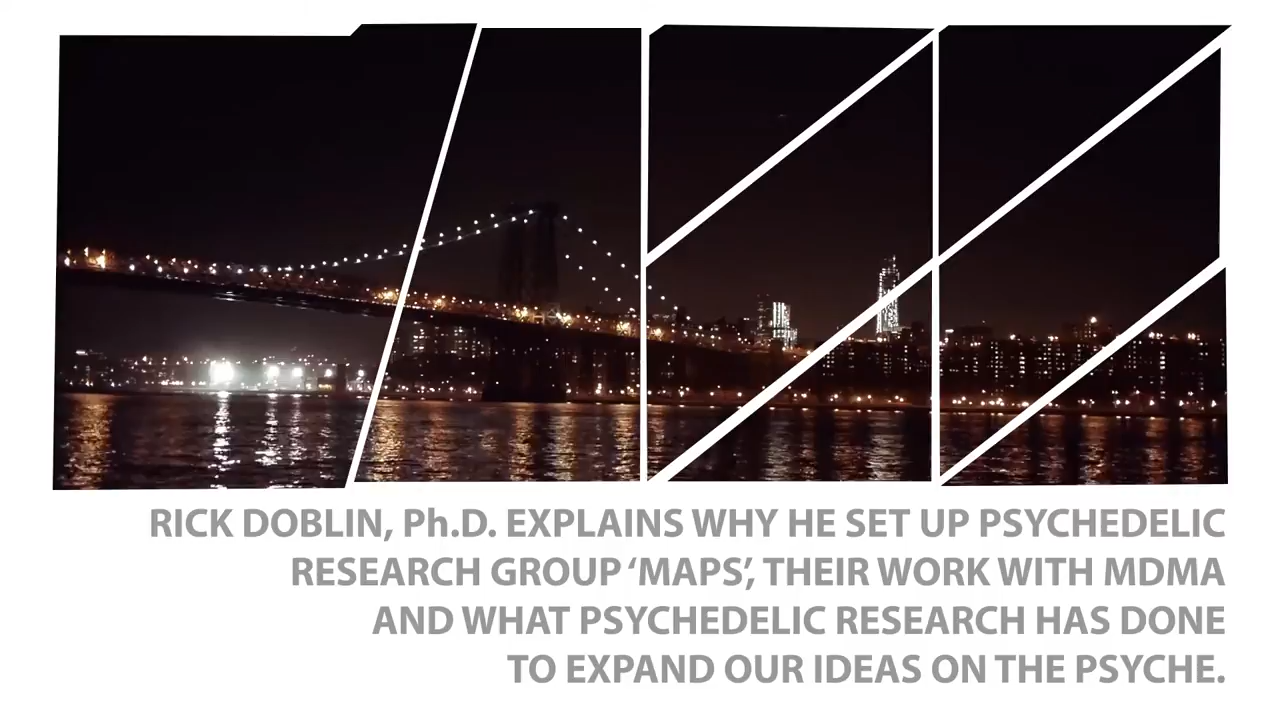 RICK DOBLIN, Ph.D. EXPLAINS WHY HE SET UP PSYCHEDELIC
RESEARCH GROUP ‘MAPS’, THEIR WORK WITH MDMA
AND WHAT PSYCHEDELIC RESEARCH HAS DONE
TO EXPAND OUR IDEAS ON THE PSYCHE.